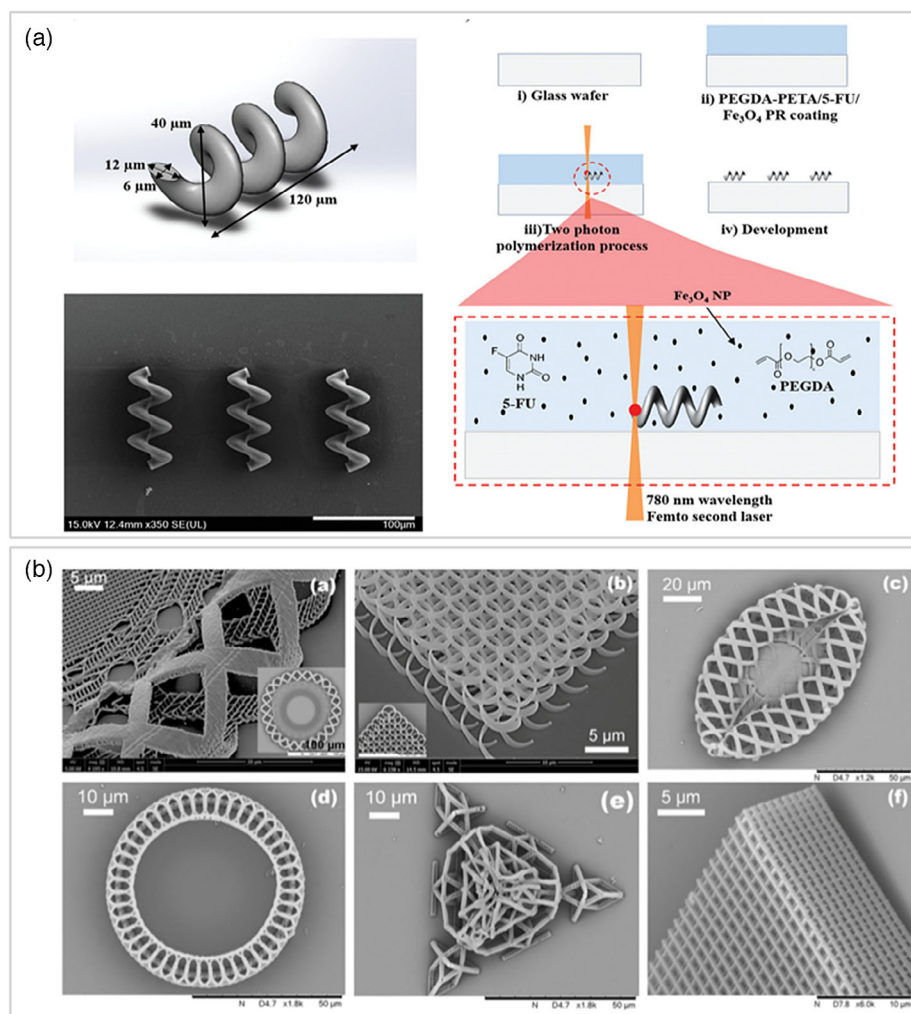 (a)
40 µm
12 µm
6 µm
120 µm
i) Glass wafer
ii) PEGDA-PETA/5-FU/
Fe₃O₄ PR coating
iii)Two photon
polymerization process
iv) Development
15.0kV 12.4mm x350 SE(UL)
100µm
Fe₃O₄ NP
O
F
NH
N
H
O
5-FU
O
O
O
O
PEGDA
780 nm wavelength
Femto second laser
(b)
5 µm
(a)
100 µm
(b)
5 µm
20 µm
(c)
N D4.7 x1.2k 50 µm
10 µm
(d)
N D4.7 x1.8k 50 µm
10 µm
(e)
N D4.7 x1.8k 50 µm
5 µm
(f)
N D7.8 x6.0k 10 µm